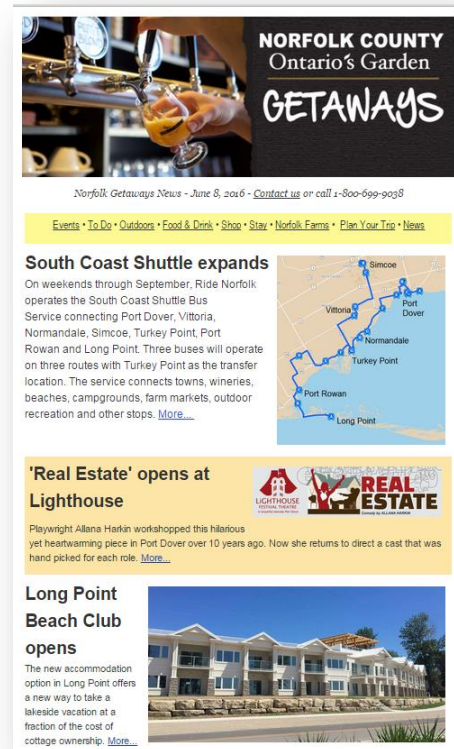 NORFOLK COUNTY
Ontario's Garden
GETAWAYS
Norfolk Getaways News - June 8, 2016 - Contact us or call 1-800-699-9038
Events • To Do • Outdoors • Food & Drink • Shop • Stay • Norfolk Farms • Plan Your Trip • News
South Coast Shuttle expands
On weekends through September, Ride Norfolk
operates the South Coast Shuttle Bus
Service connecting Port Dover, Vittoria,
Normandale, Simcoe, Turkey Point, Port
Rowan and Long Point. Three buses will operate
on three routes with Turkey Point as the transfer
location. The service connects towns, wineries,
beaches, campgrounds, farm markets, outdoor
recreation and other stops. More....
Simcoe
Port
Dover
Vittoria
Normandale
Turkey Point
Port Rowan
Long Point
'Real Estate' opens at
Lighthouse
LIGHTHOUSE
FESTIVAL THEATRE
REAL
ESTATE
Comedy by ALLANA HARKIN
Playwright Allana Harkin workshopped this hilarious
yet heartwarming piece in Port Dover over 10 years ago. Now she returns to direct a cast that was
hand picked for each role. More...
Long Point
Beach Club
opens
The new accommodation
option in Long Point offers
a new way to take a
lakeside vacation at a
fraction of the cost of
cottage ownership. More...